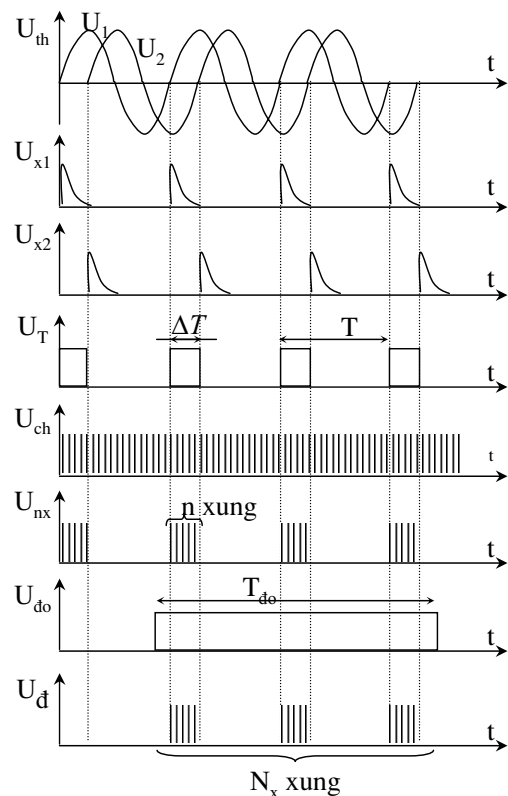 U_th U_1 U_2 t
U_x1 t
U_x2 t
U_T ΔT T t
U_ch t
U_nx n xung t
U_đo T_đo t
U_đ t
N_x xung